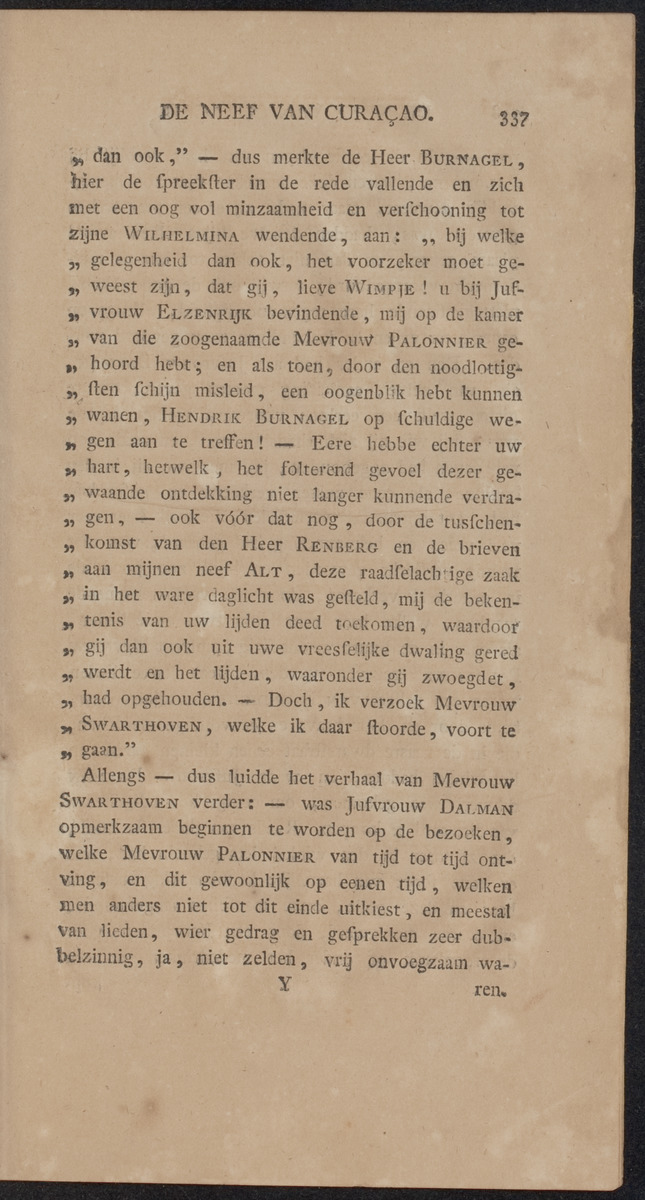 DE NEEF VAN CURAÇAO. 337
„ dan ook,” — dus merkte de Heer BURNAGEL,
hier de ſpreekſter in de rede vallende en zich
met een oog vol minzaamheid en verſchooning tot
zijne WILHELMINA wendende, aan: „ bij welke
„ gelegenheid dan ook, het voorzeker moet ge-
„ weest zijn, dat gij, lieve WIMPJE! u bij Juf-
„ vrouw ELZENRIJK bevindende, mij op de kamer
„ van die zoogenaamde Mevrouw PALONNIER ge-
„ hoord hebt; en als toen, door den noodlottig-
„ ſten ſchijn misleid, een oogenblik hebt kunnen
„ wanen, HENDRIK BURNAGEL op ſchuldige we-
„ gen aan te treffen! — Eere hebbe echter uw
„ hart, hetwelk, het folterend gevoel dezer ge-
„ waande ontdekking niet langer kunnende verdra-
„ gen, — ook vóór dat nog, door de tusſchen-
„ komst van den Heer RENBERG en de brieven
„ aan mijnen neef ALT, deze raadſelachtige zaak
„ in het ware daglicht was geſteld, mij de beken-
„ tenis van uw lijden deed toekomen, waardoor
„ gij dan ook uit uwe vreesſelijke dwaling gered
„ werdt en het lijden, waaronder gij zwoegdet,
„ had opgehouden. — Doch, ik verzoek Mevrouw
„ SWARTHOVEN, welke ik daar ſtoorde, voort te
„ gaan.”
Allengs — dus luidde het verhaal van Mevrouw
SWARTHOVEN verder: — was Jufvrouw DALMAN
opmerkzaam beginnen te worden op de bezoeken,
welke Mevrouw PALONNIER van tijd tot tijd ont-
ving, en dit gewoonlijk op eenen tijd, welken
men anders niet tot dit einde uitkiest, en meestal
van lieden, wier gedrag en geſprekken zeer dub-
belzinnig, ja, niet zelden, vrij onvoegzaam wa-
Y ren.